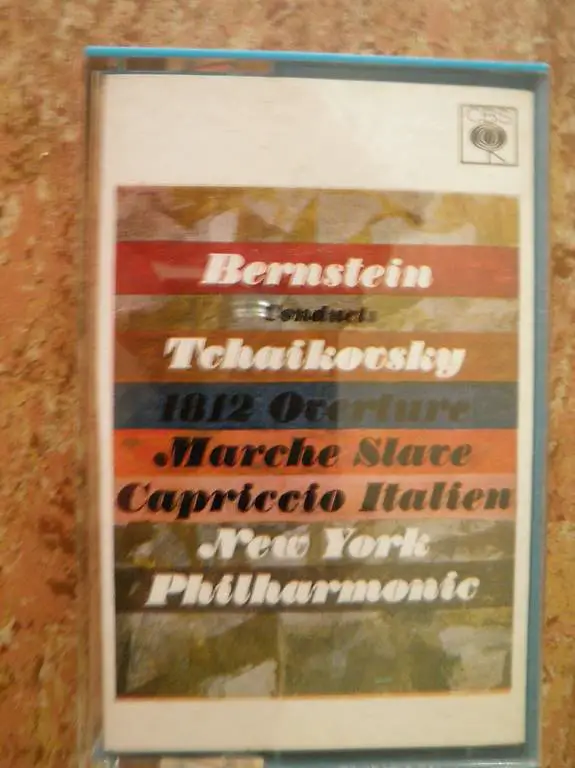 CBS
Bernstein
Conducts
Tchaikovsky
1812 Overture
Marche Slave
Capriccio Italien
New York
Philharmonic